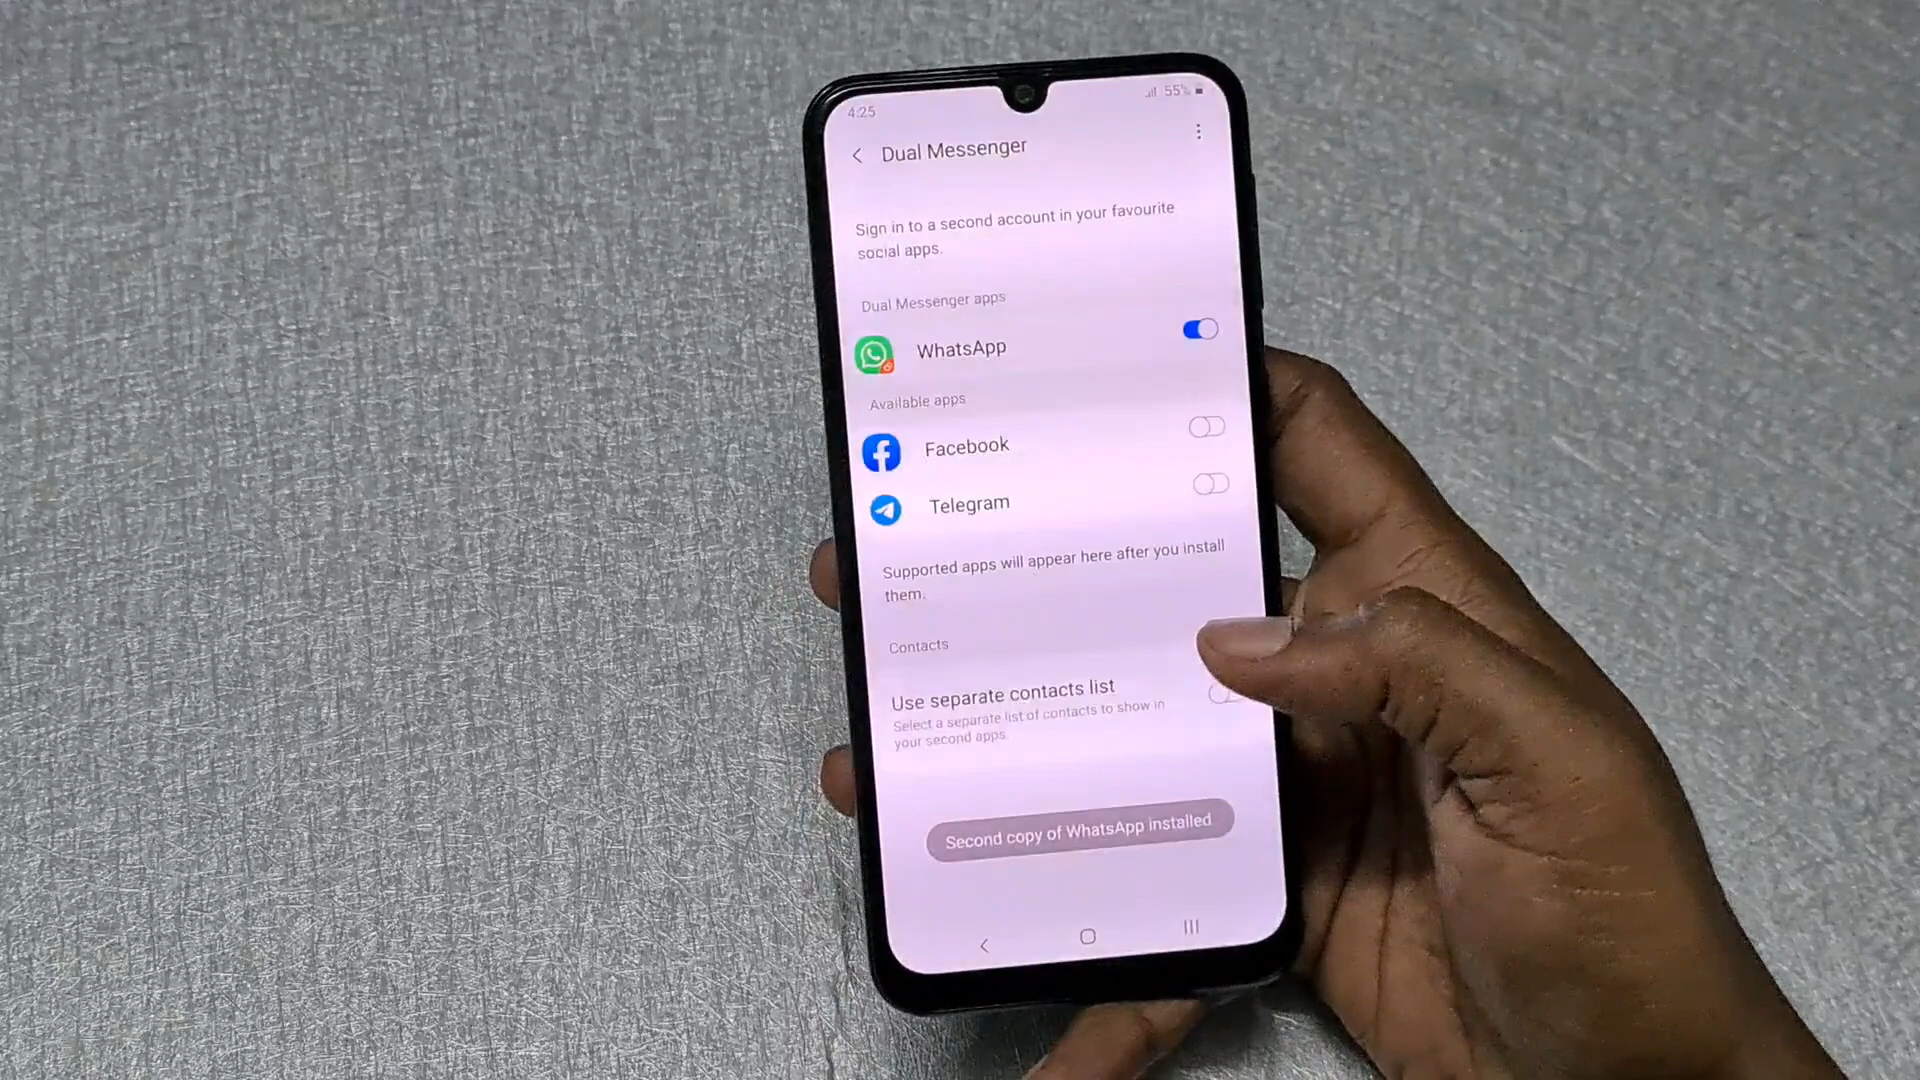 4:25
55%
Dual Messenger
Sign in to a second account in your favourite
social apps.
Dual Messenger apps
WhatsApp
Available apps
Facebook
Telegram
Supported apps will appear here after you install
them.
Contacts
Use separate contacts list
Select a separate list of contacts to show in
your second apps.
Second copy of WhatsApp installed